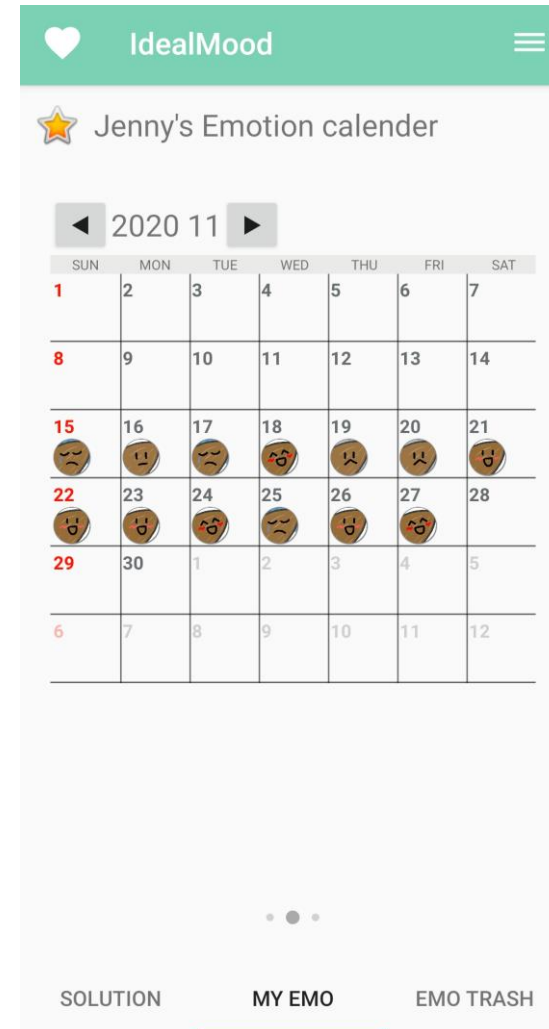 IdealMood
Jenny's Emotion calender
2020 11
SUN MON TUE WED THU FRI SAT
1 2 3 4 5 6 7
8 9 10 11 12 13 14
15 16 17 18 19 20 21
22 23 24 25 26 27 28
29 30 1 2 3 4 5
6 7 8 9 10 11 12
SOLUTION MY EMO EMO TRASH